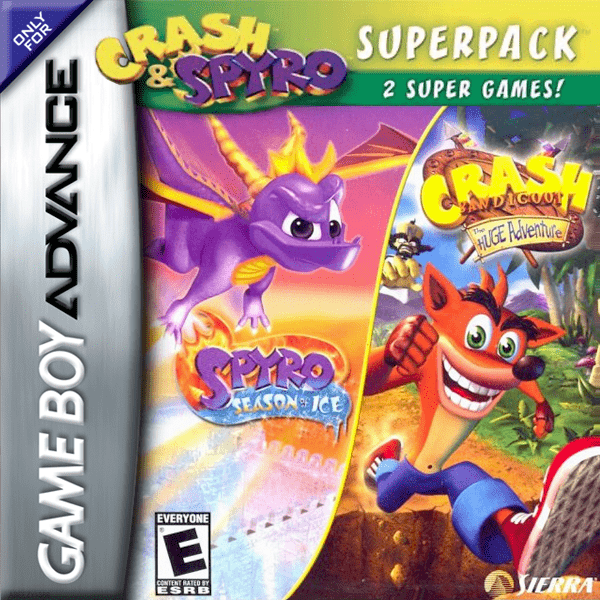 ONLY
FOR
GAME BOY ADVANCE
CRASH
& SPYRO
SUPERPACK
2 SUPER GAMES!
SPYRO
SEASON OF ICE
CRASH
BANDICOOT
The
HUGE Adventure
EVERYONE
E
CONTENT RATED BY
ESRB
SIERRA